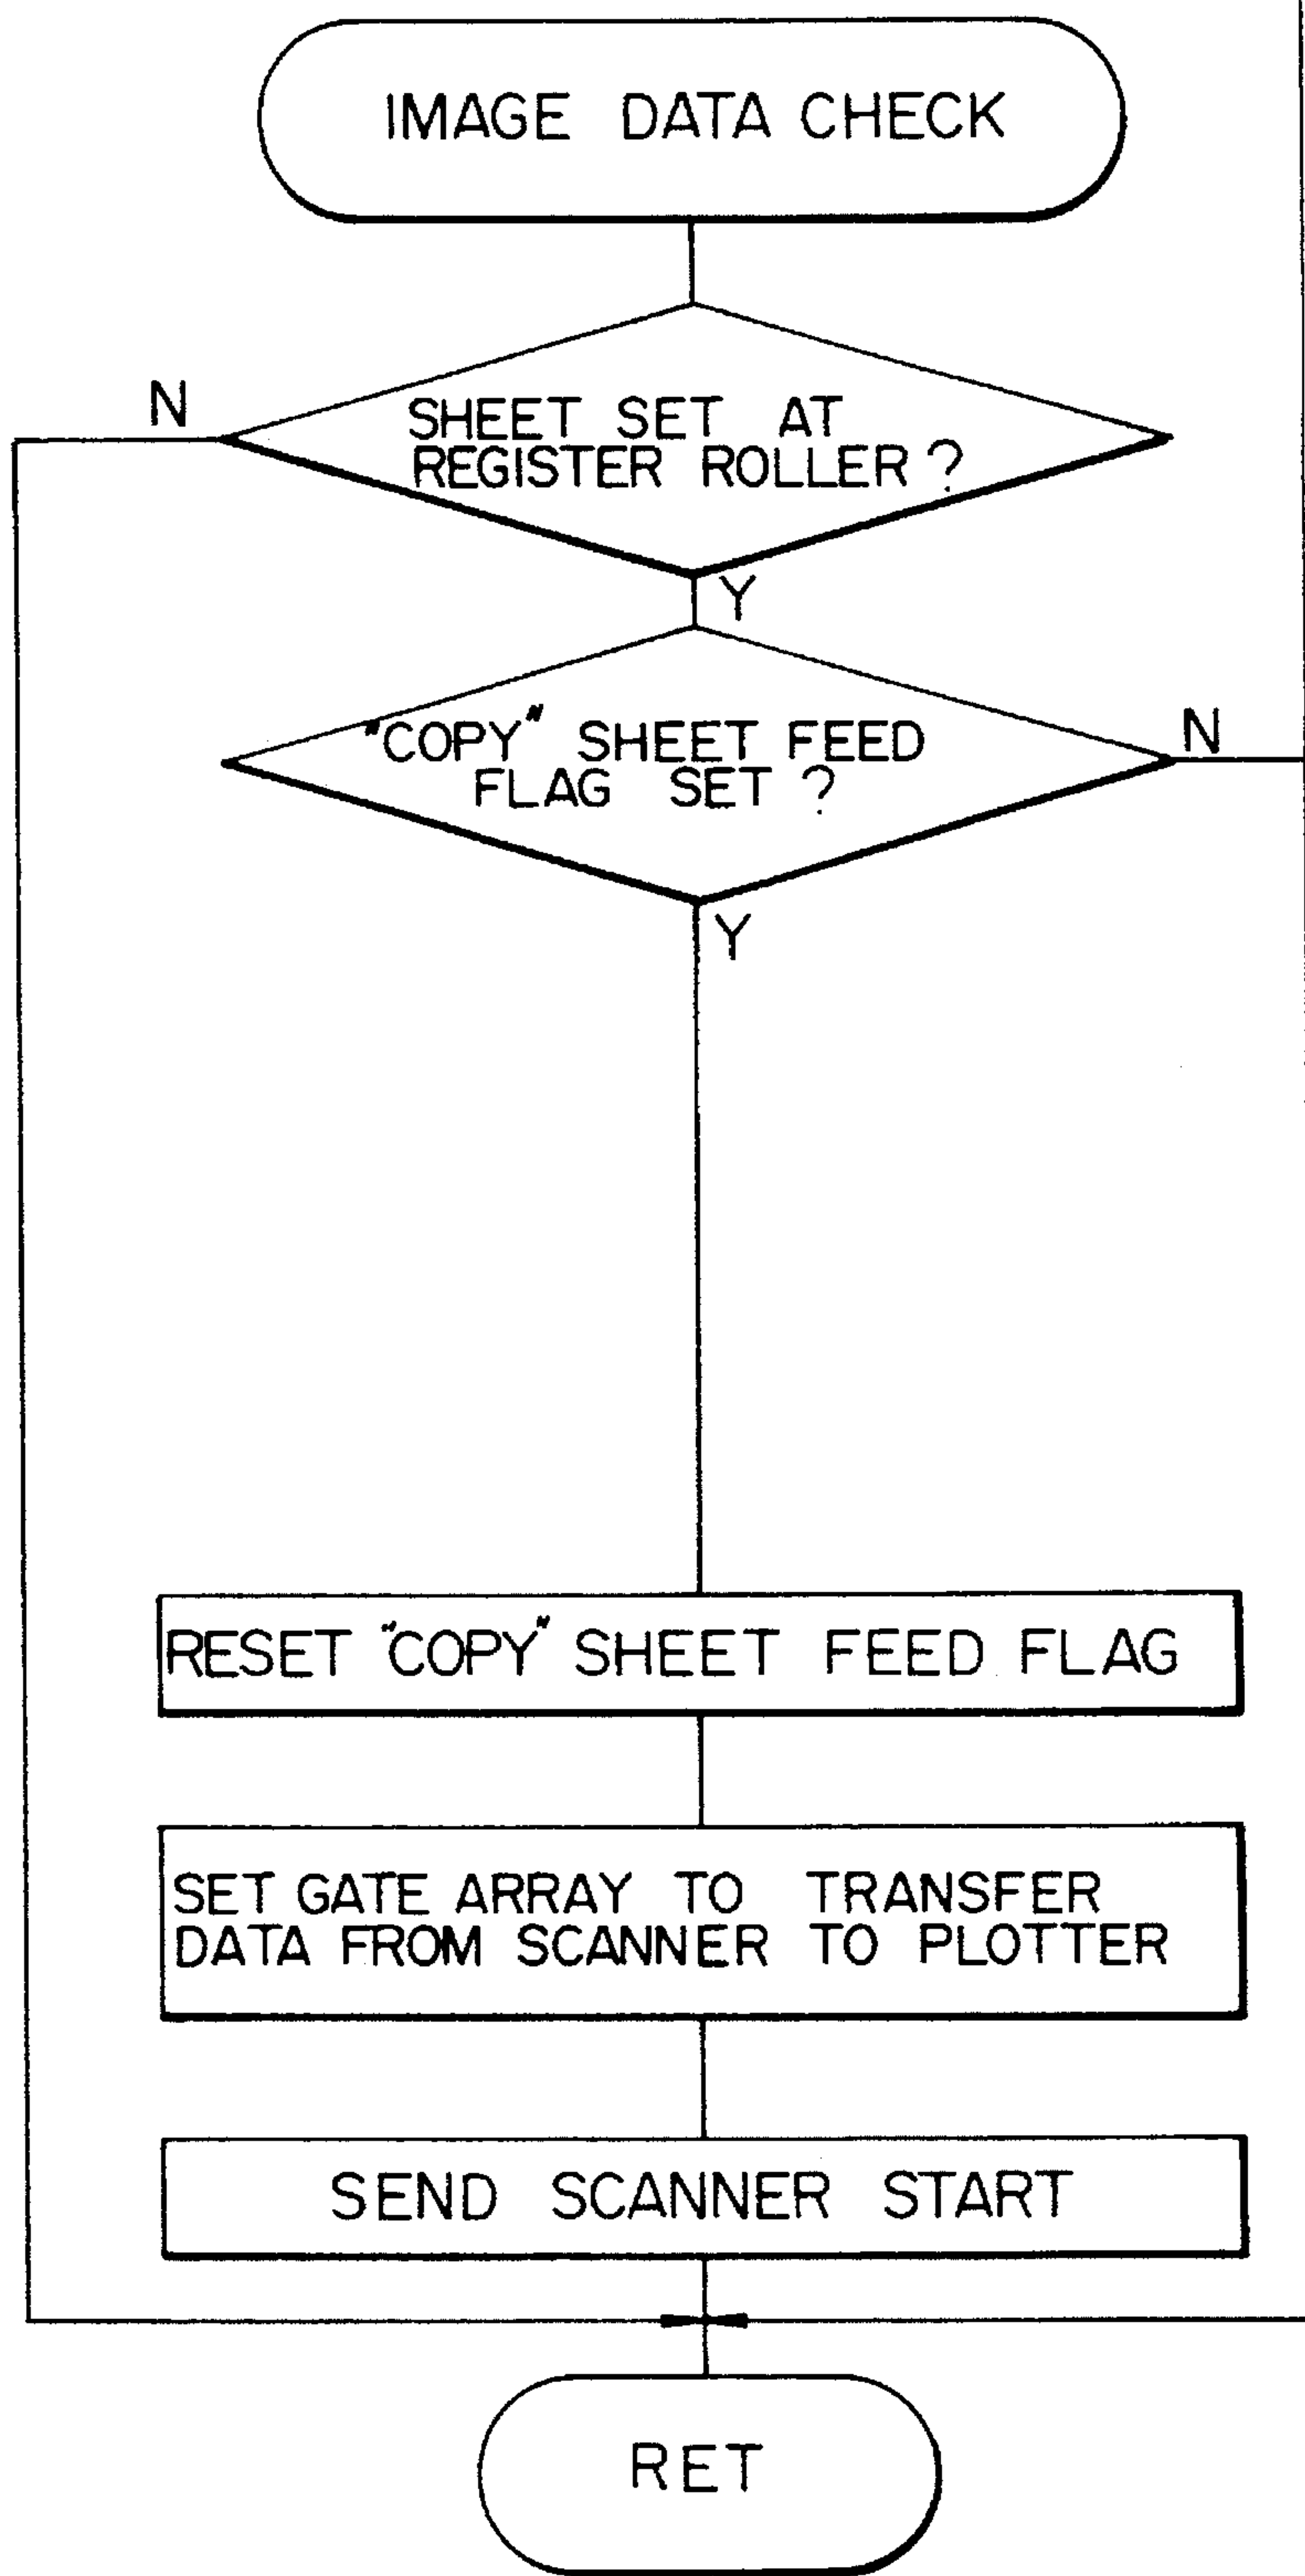 IMAGE DATA CHECK
N
SHEET SET AT
REGISTER ROLLER ?
Y
"COPY" SHEET FEED
FLAG SET ?
N
Y
RESET "COPY" SHEET FEED FLAG
SET GATE ARRAY TO TRANSFER
DATA FROM SCANNER TO PLOTTER
SEND SCANNER START
RET